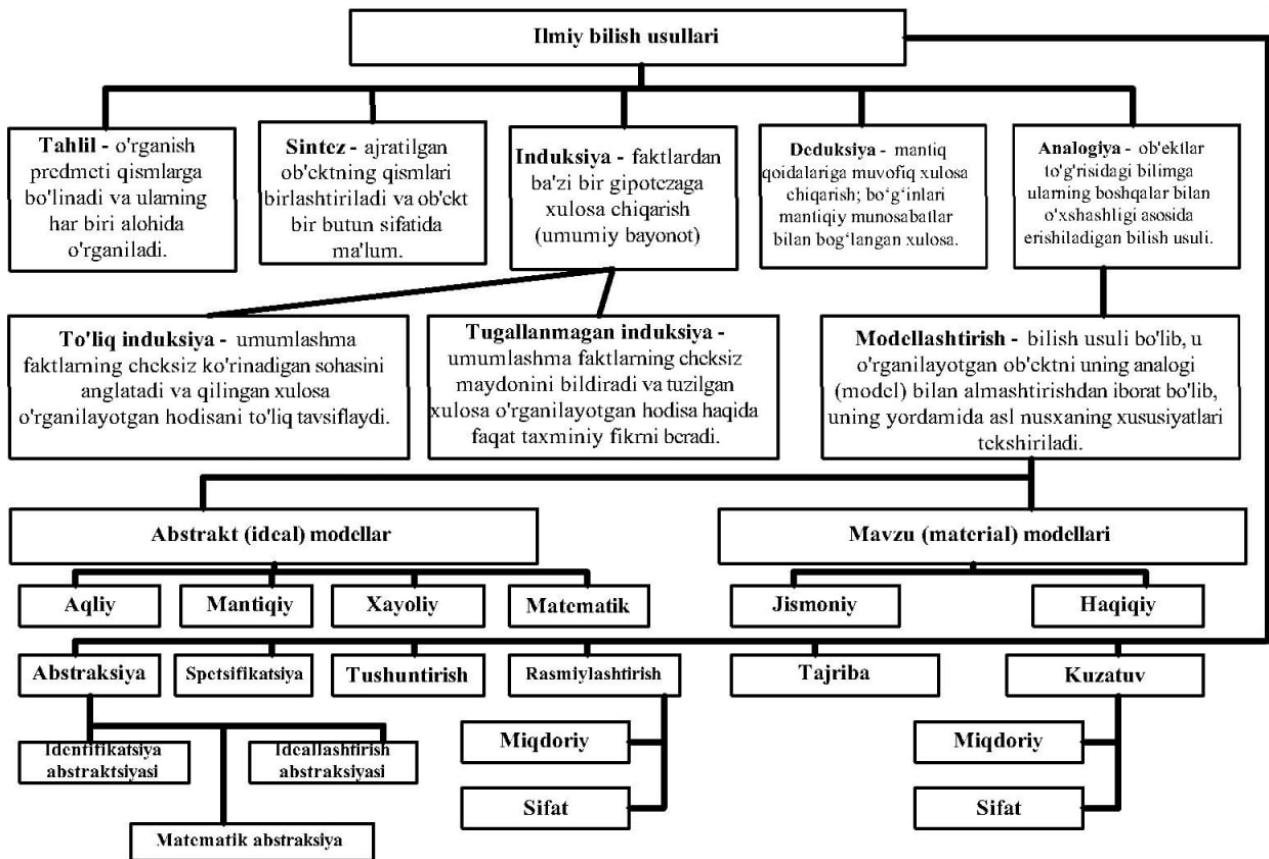 Ilmiy bilish usullari
Tahlil - o'rganish
predmeti qismlarga
bo'linadi va ularning
har biri alohida
o'rganiladi.
Sintez - ajratilgan
ob'ektning qismlari
birlashtiriladi va ob'ekt
bir butun sifatida
ma'lum.
Induksiya - faktlardan
ba'zi bir gipotezaga
xulosa chiqarish
(umumiy bayonot)
Deduksiya - mantiq
qoidalariga muvofiq xulosa
chiqarish; bo‘g‘inlari
mantiqiy munosabatlar
bilan bog‘langan xulosa.
Analogiya - ob'ektlar
to'g'risidagi bilimga
ularning boshqalar bilan
o'xshashligi asosida
erishiladigan bilish usuli.
To'liq induksiya - umumlashma
faktlarning cheksiz ko'rinadigan sohasini
anglatadi va qilingan xulosa
o'rganilayotgan hodisani to'liq tavsiflaydi.
Tugallanmagan induksiya -
umumlashma faktlarning cheksiz
maydonini bildiradi va tuzilgan
xulosa o'rganilayotgan hodisa haqida
faqat taxminiy fikrni beradi.
Modellashtirish - bilish usuli bo'lib, u
o'rganilayotgan ob'ektni uning analogi
(model) bilan almashtirishdan iborat bo'lib,
uning yordamida asl nusxaning xususiyatlari
tekshiriladi.
Abstrakt (ideal) modellar
Mavzu (material) modellari
Aqliy
Mantiqiy
Xayoliy
Matematik
Jismoniy
Haqiqiy
Abstraksiya
Spetsifikatsiya
Tushuntirish
Rasmiylashtirish
Tajriba
Kuzatuv
Identifikatsiya
abstraktsiyasi
Ideallashtirish
abstraksiyasi
Miqdoriy
Miqdoriy
Sifat
Sifat
Matematik abstraksiya